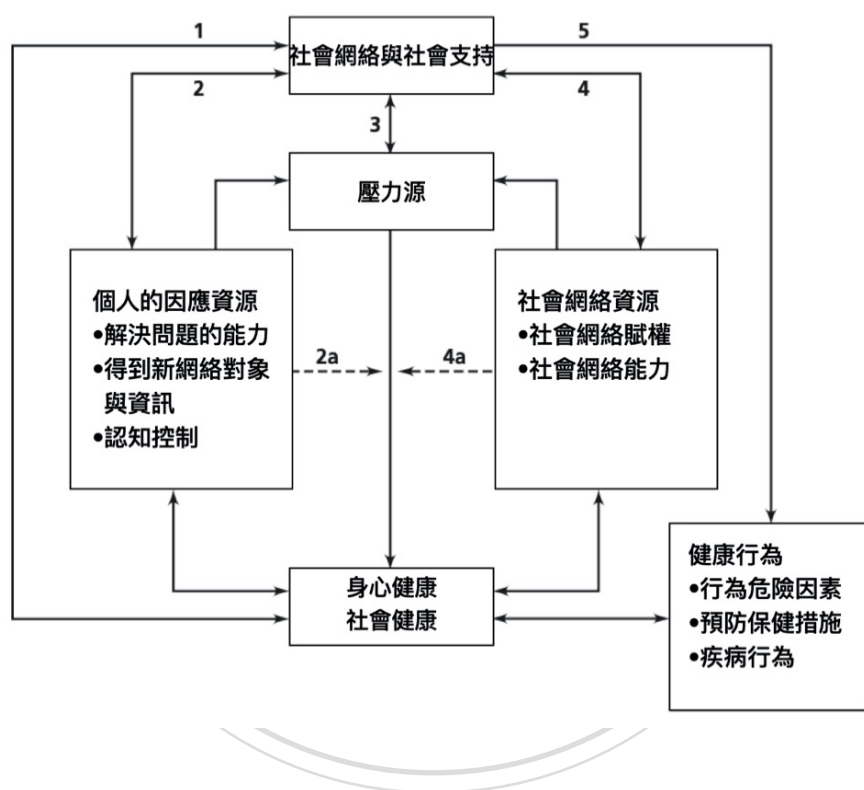 1
5
社會網絡與社會支持
2
4
3
壓力源
個人的因應資源
•解決問題的能力
•得到新網絡對象
與資訊
•認知控制
社會網絡資源
•社會網絡賦權
•社會網絡能力
2a
4a
健康行為
•行為危險因素
•預防保健措施
•疾病行為
身心健康
社會健康